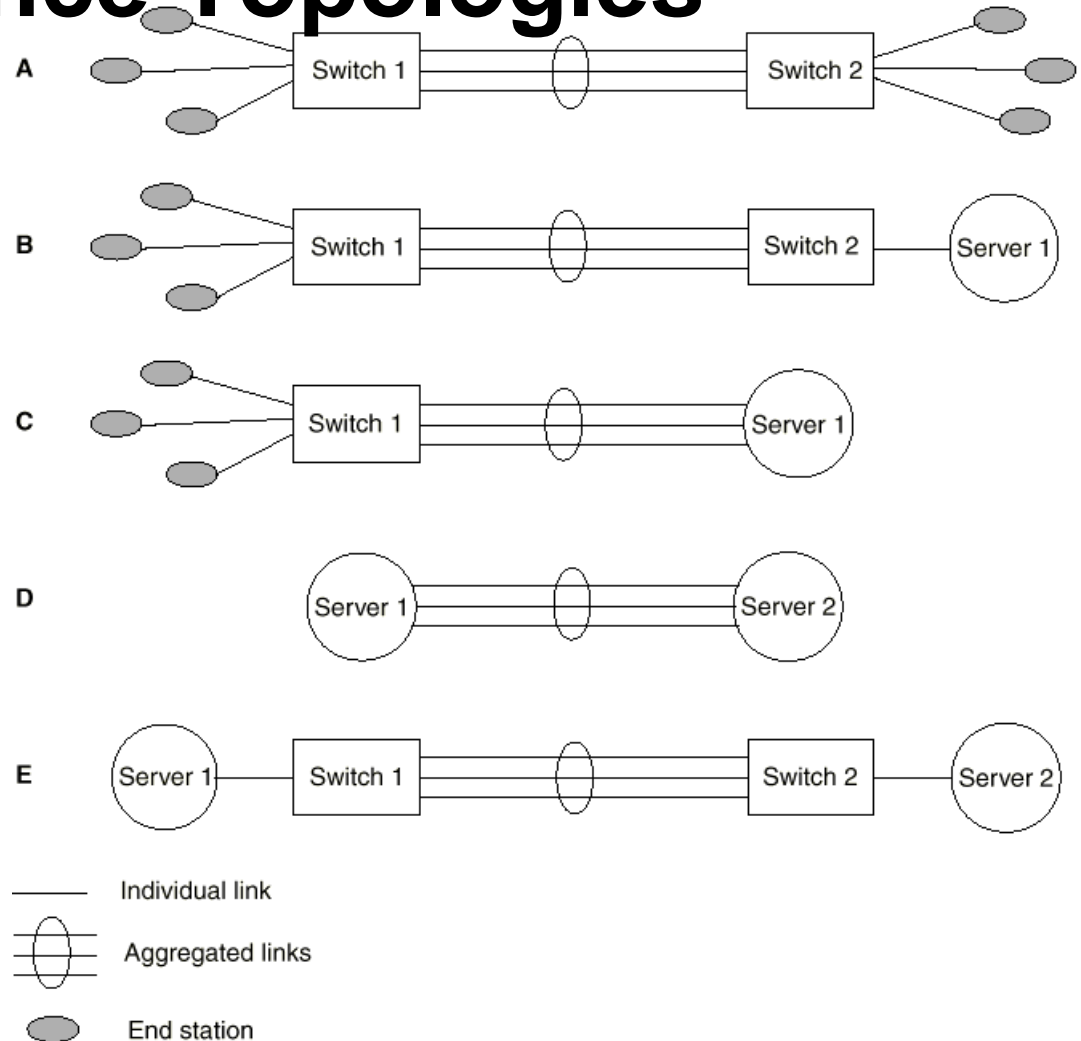 Topologies
A Switch 1 Switch 2
B Switch 1 Switch 2 Server 1
C Switch 1 Server 1
D Server 1 Server 2
E Server 1 Switch 1 Switch 2 Server 2
Individual link
Aggregated links
End station